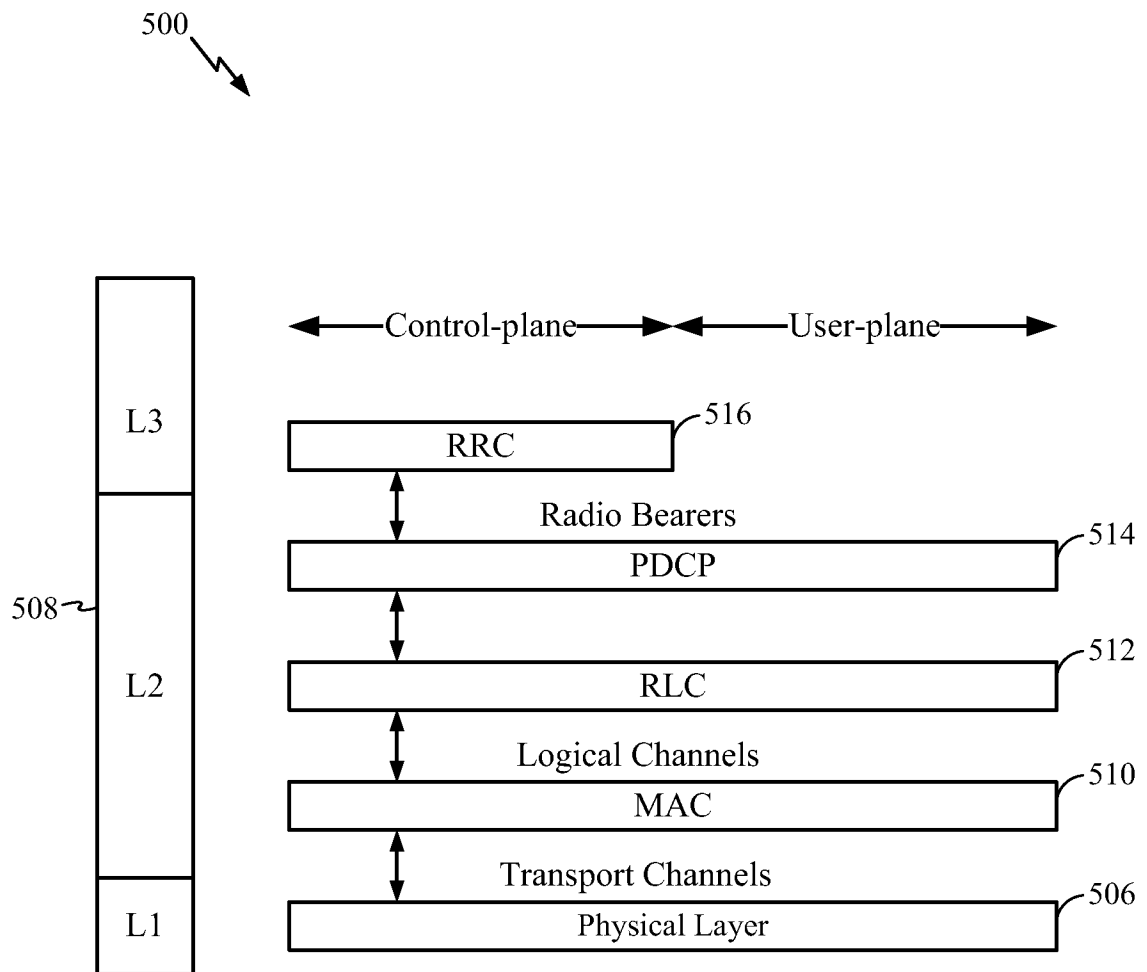 500
Control-plane User-plane
L3
516
RRC
Radio Bearers
514
PDCP
508
512
L2
RLC
Logical Channels
510
MAC
Transport Channels
506
L1
Physical Layer